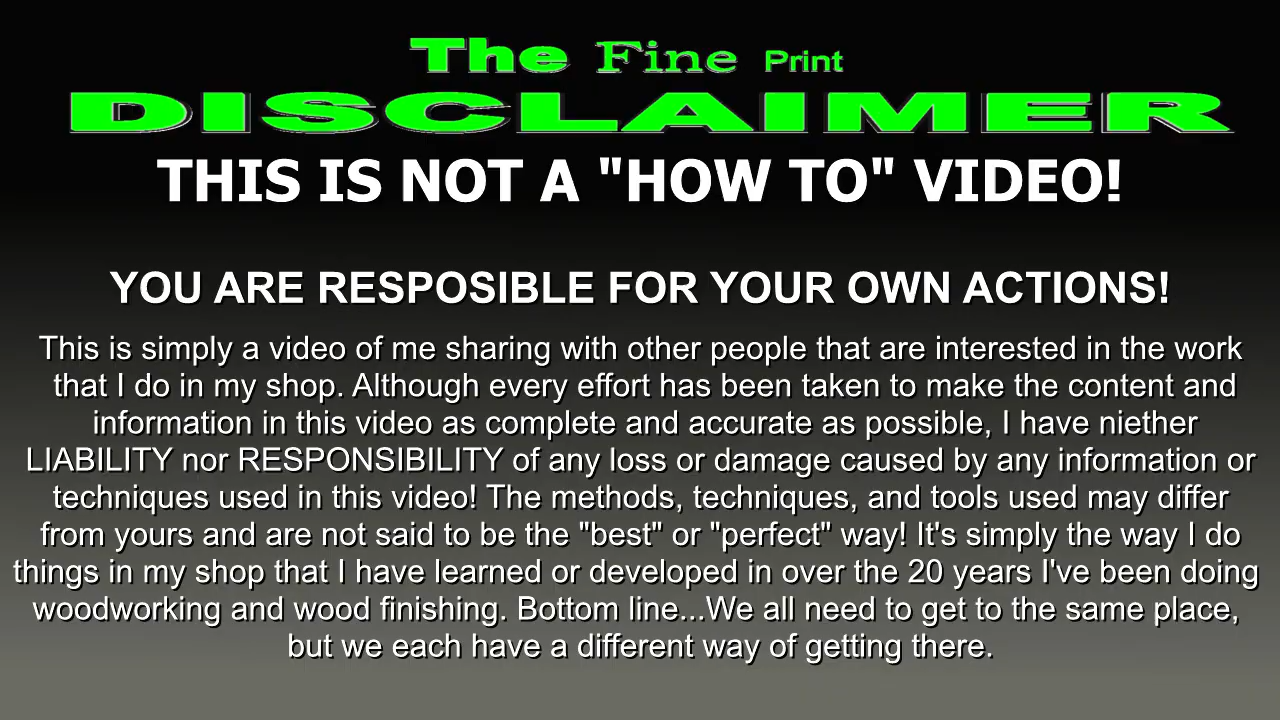 The Fine Print
DISCLAIMER
THIS IS NOT A "HOW TO" VIDEO!
YOU ARE RESPOSIBLE FOR YOUR OWN ACTIONS!
This is simply a video of me sharing with other people that are interested in the work
that I do in my shop. Although every effort has been taken to make the content and
information in this video as complete and accurate as possible, I have niether
LIABILITY nor RESPONSIBILITY of any loss or damage caused by any information or
techniques used in this video! The methods, techniques, and tools used may differ
from yours and are not said to be the "best" or "perfect" way! It's simply the way I do
things in my shop that I have learned or developed in over the 20 years I've been doing
woodworking and wood finishing. Bottom line...We all need to get to the same place,
but we each have a different way of getting there.